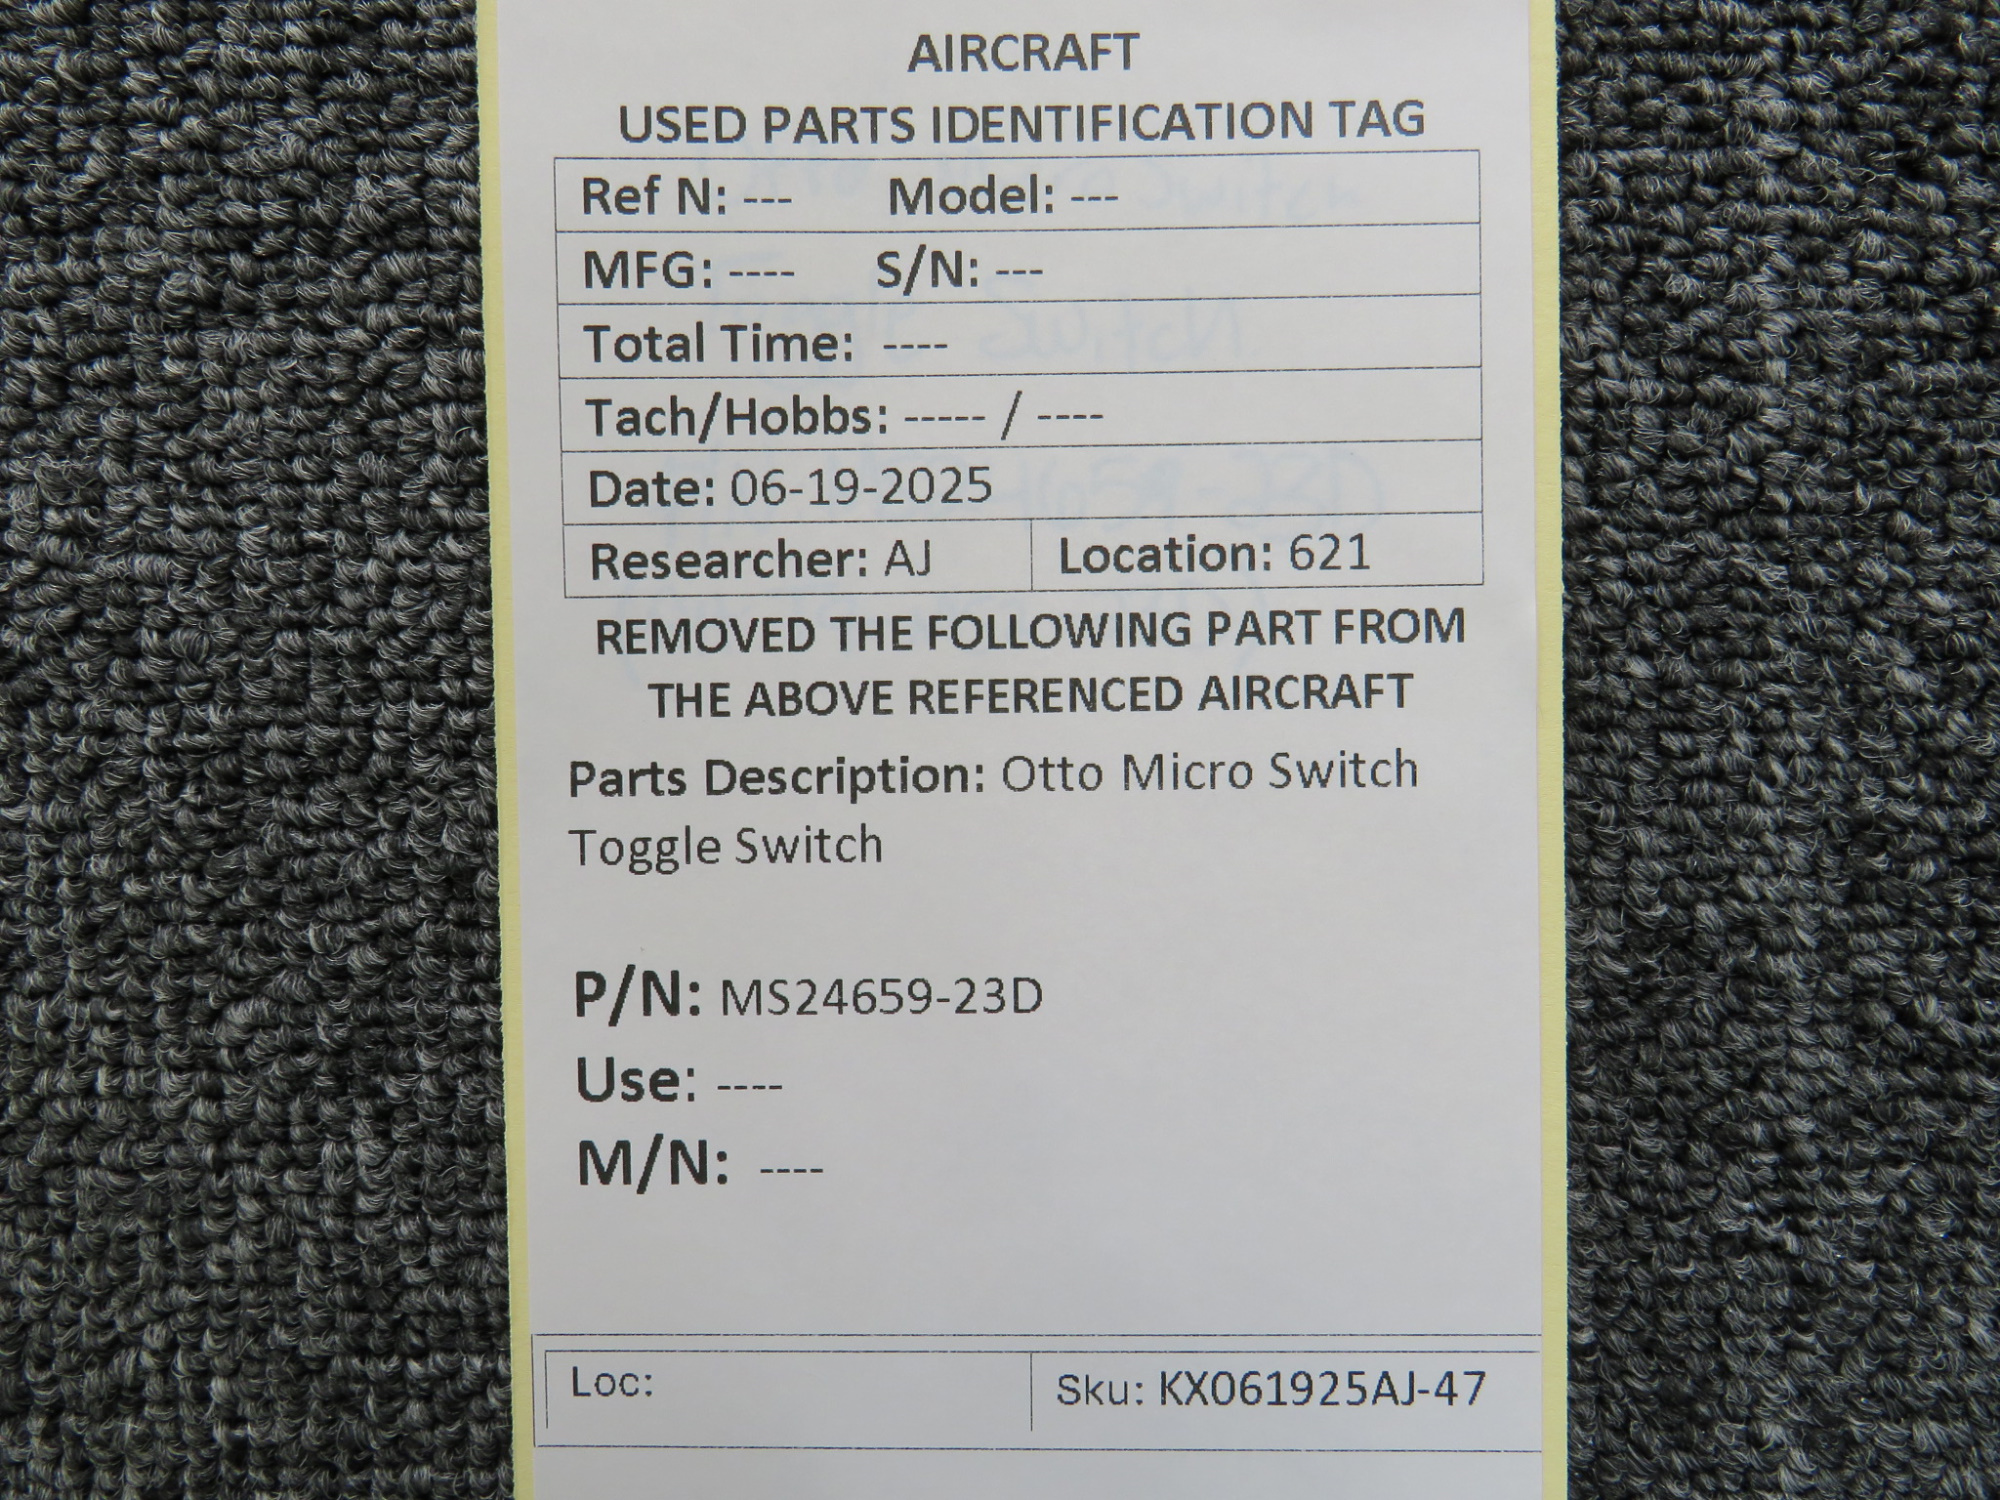 AIRCRAFT
USED PARTS IDENTIFICATION TAG
Ref N: --- Model: ---
MFG: ---- S/N: ---
Total Time: ----
Tach/Hobbs: ----- / ----
Date: 06-19-2025
Researcher: AJ Location: 621
REMOVED THE FOLLOWING PART FROM
THE ABOVE REFERENCED AIRCRAFT
Parts Description: Otto Micro Switch
Toggle Switch
P/N: MS24659-23D
Use: ----
M/N: ----
Loc: Sku: KX061925AJ-47